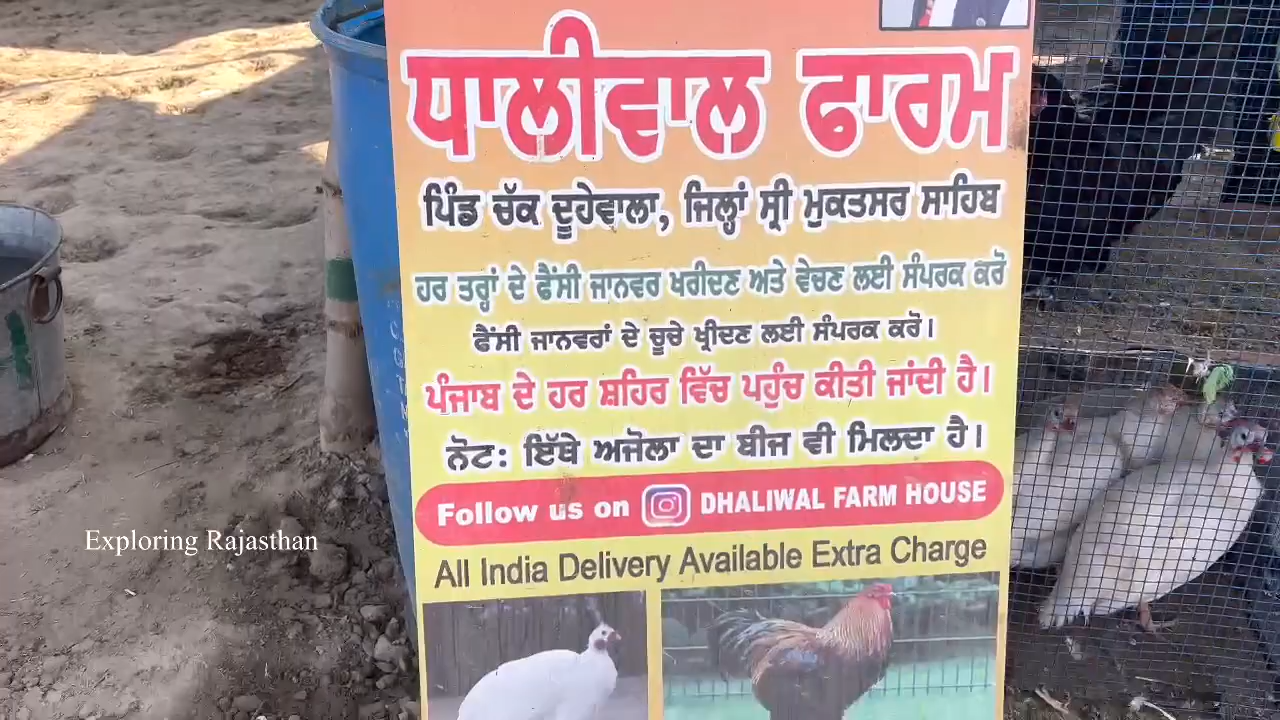 ਧਾਲੀਵਾਲ ਫਾਰਮ
ਪਿੰਡ ਚੱਕ ਦੂਹੇਵਾਲਾ, ਜਿਲ੍ਹਾਂ ਸ੍ਰੀ ਮੁਕਤਸਰ ਸਾਹਿਬ
ਹਰ ਤਰ੍ਹਾਂ ਦੇ ਫੈਂਸੀ ਜਾਨਵਰ ਖਰੀਦਣ ਅਤੇ ਵੇਚਣ ਲਈ ਸੰਪਰਕ ਕਰੋ
ਫੈਂਸੀ ਜਾਨਵਰਾਂ ਦੇ ਚੂਚੇ ਖ੍ਰੀਦਣ ਲਈ ਸੰਪਰਕ ਕਰੋ।
ਪੰਜਾਬ ਦੇ ਹਰ ਸ਼ਹਿਰ ਵਿੱਚ ਪਹੁੰਚ ਕੀਤੀ ਜਾਂਦੀ ਹੈ।
ਨੋਟ: ਇੱਥੇ ਅਜੋਲਾ ਦਾ ਬੀਜ ਵੀ ਮਿਲਦਾ ਹੈ।
Follow us on DHALIWAL FARM HOUSE
All India Delivery Available Extra Charge
Exploring Rajasthan